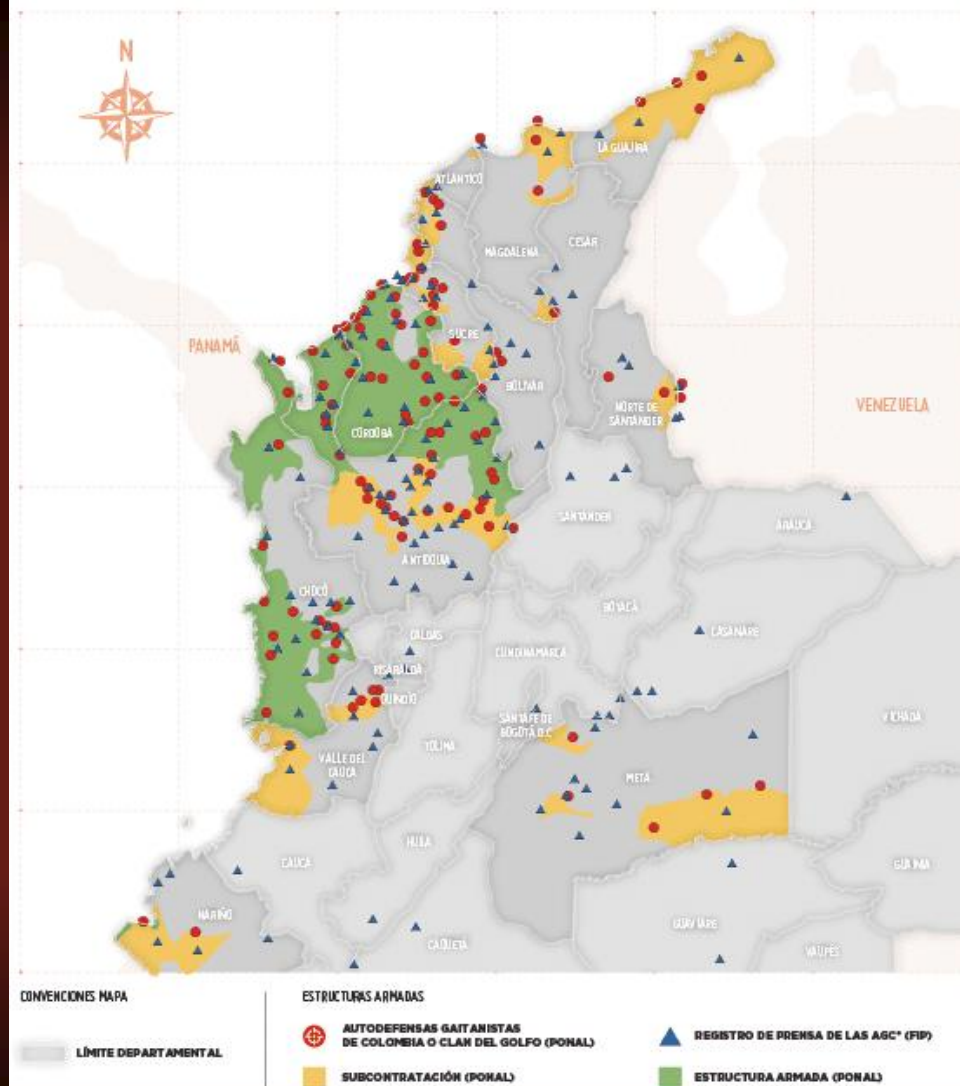 N
LA GUAJIRA
ATLÁNTICO
MAGDALENA
CESAR
PANAMÁ
SUCRE
BOLÍVAR
VENEZUELA
NORTE DE
SANTANDER
CÓRDOBA
SANTANDER
ARAUCA
ANTIOQUIA
CHOCÓ
BOYACÁ
CALDAS
CASANARE
CUNDINAMARCA
RISARALDA
QUINDÍO
SANTAFE DE
BOGOTÁ D.C
VICHADA
TOLIMA
VALLE DEL
CAUCA
META
HUILA
CAUCA
GUAINIA
NARIÑO
GUAVIARE
CAQUETÁ
VAUPES
CONVENCIONES MAPA
LÍMITE DEPARTAMENTAL
ESTRUCTURAS ARMADAS
AUTODEFENSAS GAITANISTAS
DE COLOMBIA O CLAN DEL GOLFO (PONAL)
REGISTRO DE PRENSA DE LAS AGC* (FIP)
SUBCONTRATACIÓN (PONAL)
ESTRUCTURA ARMADA (PONAL)